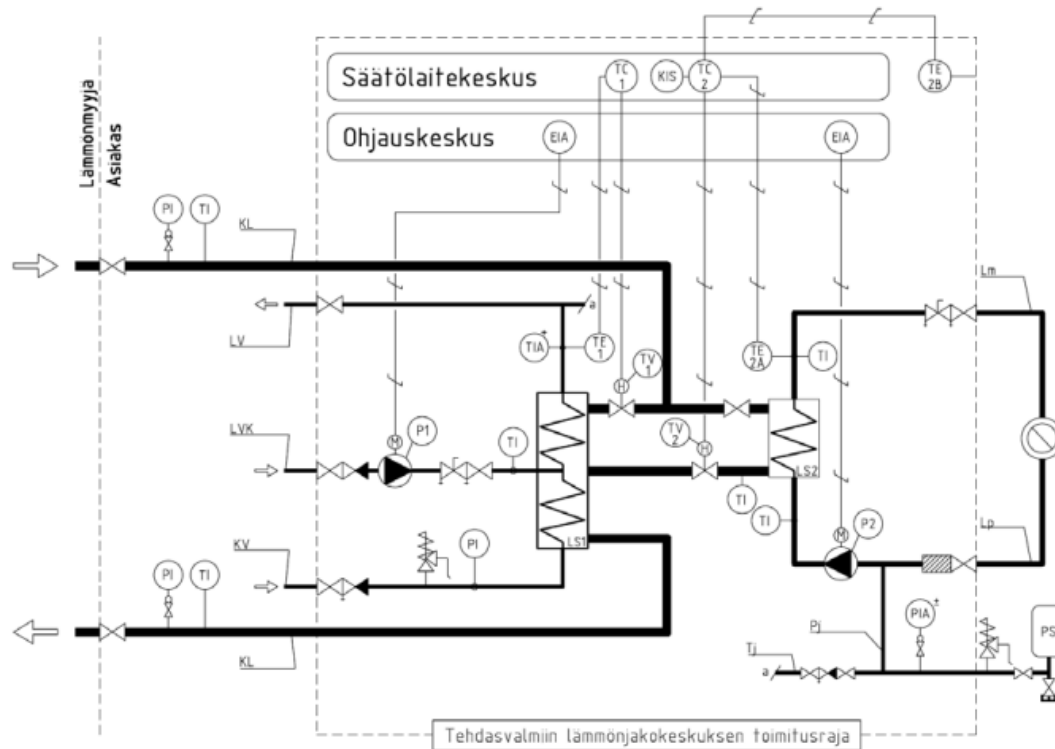 TC 1
KIS
TC 2
TE 2B
Säätölaitekeskus
EIA
Ohjauskeskus
EIA
Lämmönmyyjä
Asiakas
PI
TI
KL
Lm
a
LV
TIA +
TE 1
TV 1
TE 2A
TI
TV 2
LVK
P1
TI
M
H
H
LS2
TI
TI
P2
M
Lp
LS1
KV
PI
PI
TI
PIA ±
PS
KL
Pj
Tj
a
Tehdasvalmiin lämmönjakokeskuksen toimitusraja